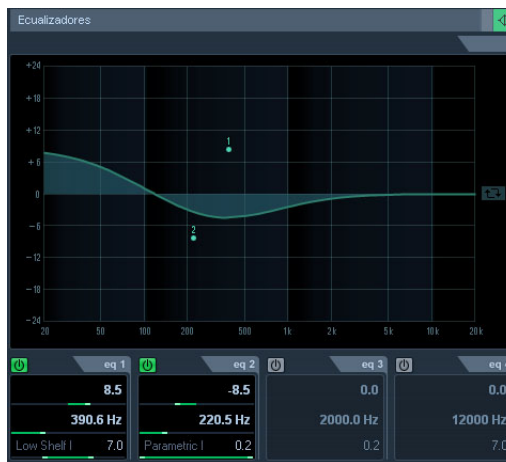 Ecualizadores
+24
+18
+12
+6
0
-6
-12
-18
-24
1
2
20 50 100 200 500 1k 2k 5k 10k 20k
eq 1 eq 2 eq 3 eq
8.5 -8.5 0.0 0.0
390.6 Hz 220.5 Hz 2000.0 Hz 12000 Hz
Low Shelf I 7.0 Parametric I 0.2 0.2 7.0